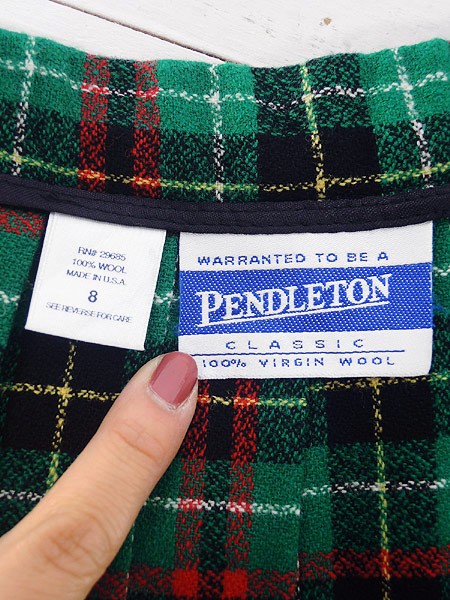 RN# 29685
100% WOOL
MADE IN U.S.A.
8
SEE REVERSE FOR CARE
WARRANTED TO BE A
PENDLETON
CLASSIC
100% VIRGIN WOOL